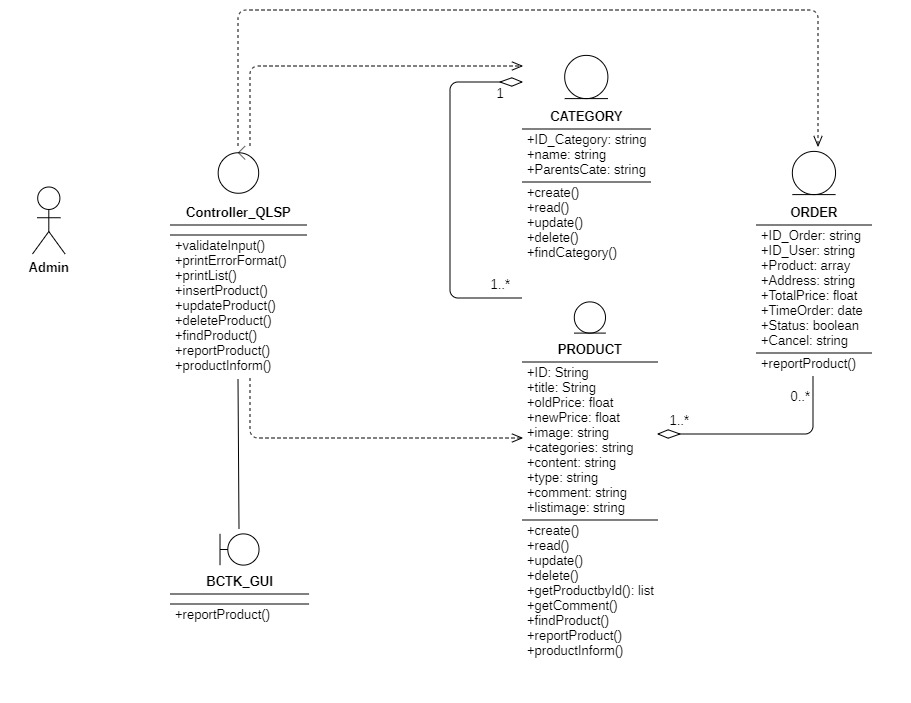 Admin
Controller_QLSP
+validateInput()
+printErrorFormat()
+printList()
+insertProduct()
+updateProduct()
+deleteProduct()
+findProduct()
+reportProduct()
+productInform()
BCTK_GUI
+reportProduct()
1
CATEGORY
+ID_Category: string
+name: string
+ParentsCate: string
+create()
+read()
+update()
+delete()
+findCategory()
1..*
PRODUCT
+ID: String
+title: String
+oldPrice: float
+newPrice: float
+image: string
+categories: string
+content: string
+type: string
+comment: string
+listimage: string
+create()
+read()
+update()
+delete()
+getProductbyId(): list
+getComment()
+findProduct()
+reportProduct()
+productInform()
1..*
0..*
ORDER
+ID_Order: string
+ID_User: string
+Product: array
+Address: string
+TotalPrice: float
+TimeOrder: date
+Status: boolean
+Cancel: string
+reportProduct()